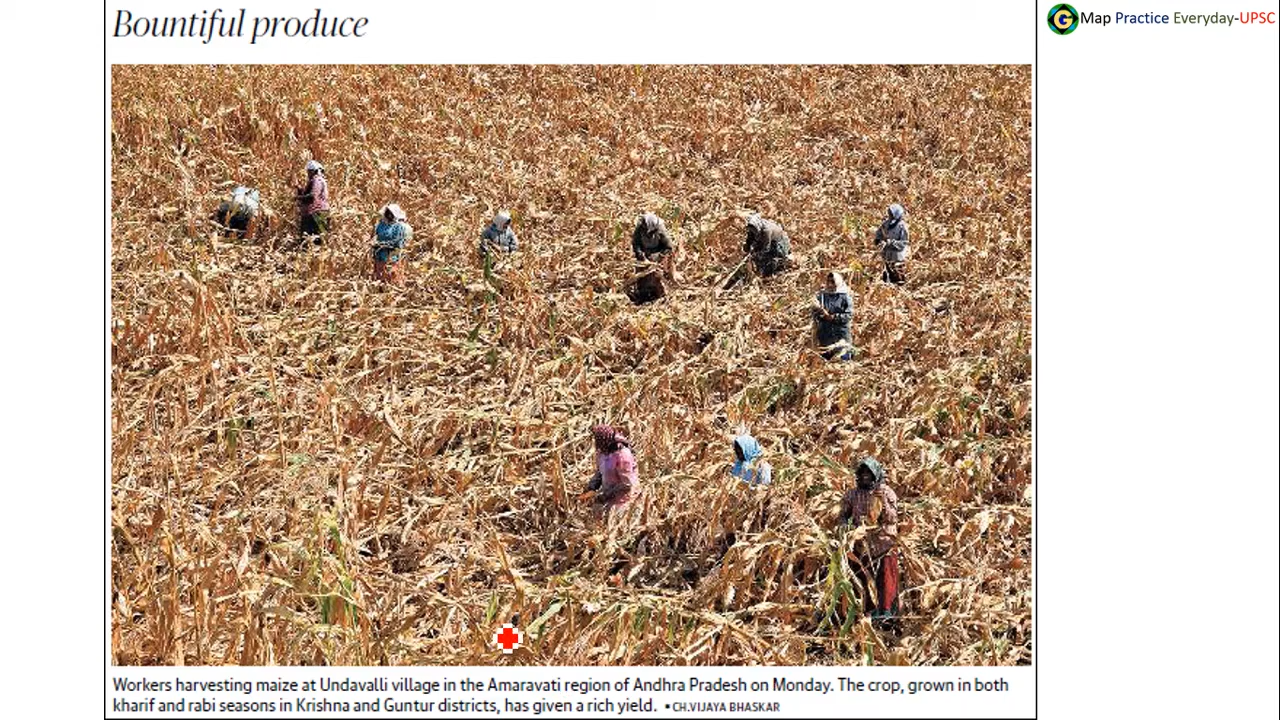 Bountiful produce
Map Practice Everyday-UPSC
Workers harvesting maize at Undavalli village in the Amaravati region of Andhra Pradesh on Monday. The crop, grown in both
kharif and rabi seasons in Krishna and Guntur districts, has given a rich yield. • CH.VIJAYA BHASKAR